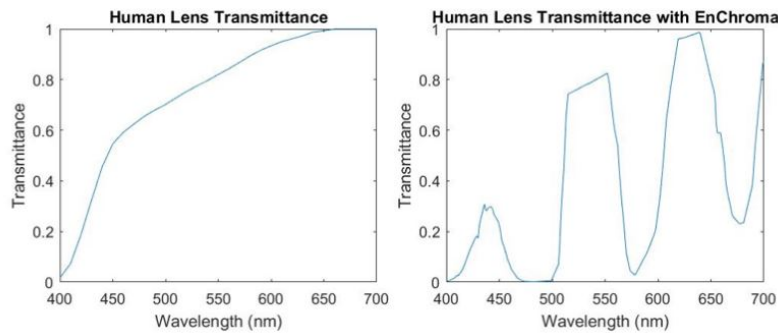 Human Lens Transmittance
1
0.8
0.6
0.4
0.2
0
Transmittance
400 450 500 550 600 650 700
Wavelength (nm)
Human Lens Transmittance with EnChroma
1
0.8
0.6
0.4
0.2
0
Transmittance
400 450 500 550 600 650 700
Wavelength (nm)